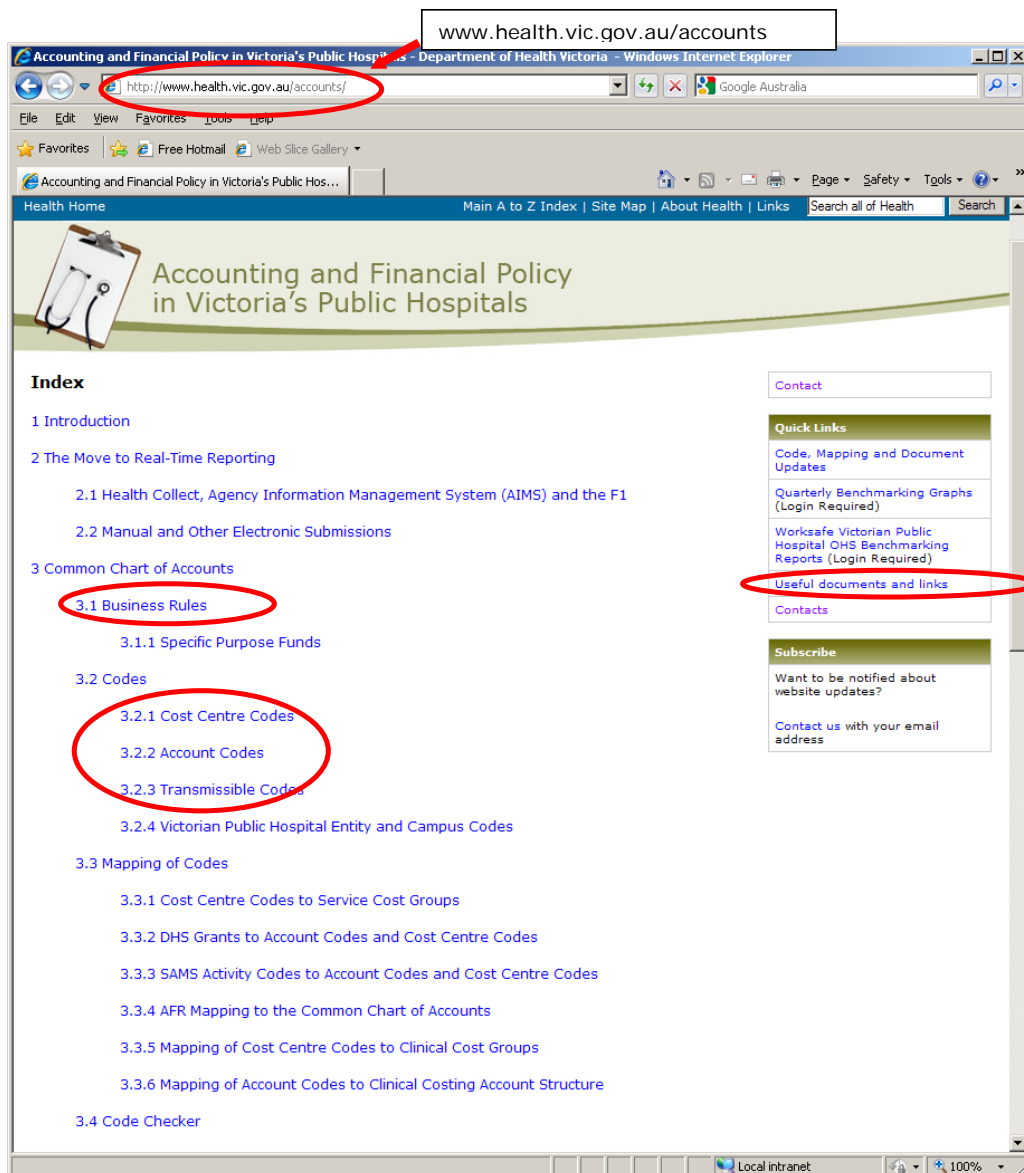 www.health.vic.gov.au/accounts
Accounting and Financial Policy in Victoria's Public Hospitals - Department of Health Victoria - Windows Internet Explorer
http://www.health.vic.gov.au/accounts/
Google Australia
File Edit View Favorites Tools Help
Favorites Free Hotmail Web Slice Gallery
Accounting and Financial Policy in Victoria's Public Hos...
Page Safety Tools »
Health Home Main A to Z Index | Site Map | About Health | Links Search all of Health Search
Accounting and Financial Policy
in Victoria's Public Hospitals
Index
1 Introduction
2 The Move to Real-Time Reporting
2.1 Health Collect, Agency Information Management System (AIMS) and the F1
2.2 Manual and Other Electronic Submissions
3 Common Chart of Accounts
3.1 Business Rules
3.1.1 Specific Purpose Funds
3.2 Codes
3.2.1 Cost Centre Codes
3.2.2 Account Codes
3.2.3 Transmissible Codes
3.2.4 Victorian Public Hospital Entity and Campus Codes
3.3 Mapping of Codes
3.3.1 Cost Centre Codes to Service Cost Groups
3.3.2 DHS Grants to Account Codes and Cost Centre Codes
3.3.3 SAMS Activity Codes to Account Codes and Cost Centre Codes
3.3.4 AFR Mapping to the Common Chart of Accounts
3.3.5 Mapping of Cost Centre Codes to Clinical Cost Groups
3.3.6 Mapping of Account Codes to Clinical Costing Account Structure
3.4 Code Checker
Contact
Quick Links
Code, Mapping and Document
Updates
Quarterly Benchmarking Graphs
(Login Required)
Worksafe Victorian Public
Hospital OHS Benchmarking
Reports (Login Required)
Useful documents and links
Contacts
Subscribe
Want to be notified about
website updates?
Contact us with your email
address
Local intranet 100%